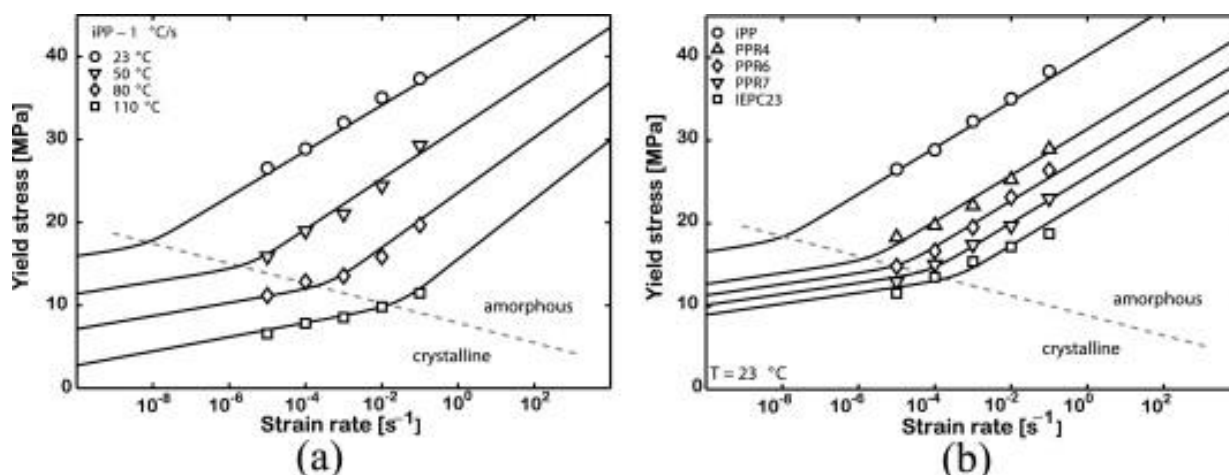 iPP – 1 °C/s
23 °C
50 °C
80 °C
110 °C
Yield stress [MPa]
40
30
20
10
0
amorphous
crystalline
10⁻⁸ 10⁻⁶ 10⁻⁴ 10⁻² 10⁰ 10²
Strain rate [s⁻¹]
(a)
iPP
PPR4
PPR6
PPR7
IEPC23
Yield stress [MPa]
40
30
20
10
0
amorphous
crystalline
T = 23 °C
10⁻⁸ 10⁻⁶ 10⁻⁴ 10⁻² 10⁰ 10²
Strain rate [s⁻¹]
(b)